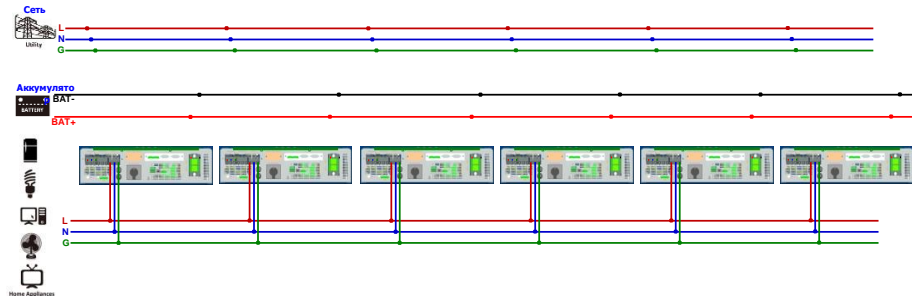 Сеть
Utility
L
N
G
Аккумулято
р
BATTERY
BAT-
BAT+
L
N
G
Home Appliances